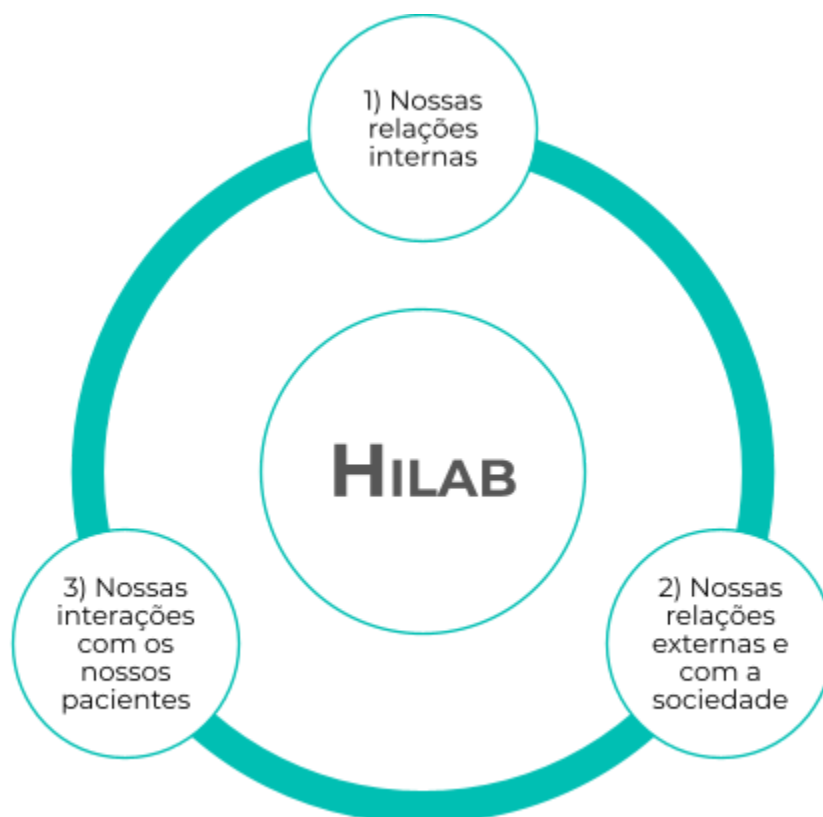 1) Nossas
relações
internas
HILAB
3) Nossas
interações
com os
nossos
pacientes
2) Nossas
relações
externas e
com a
sociedade